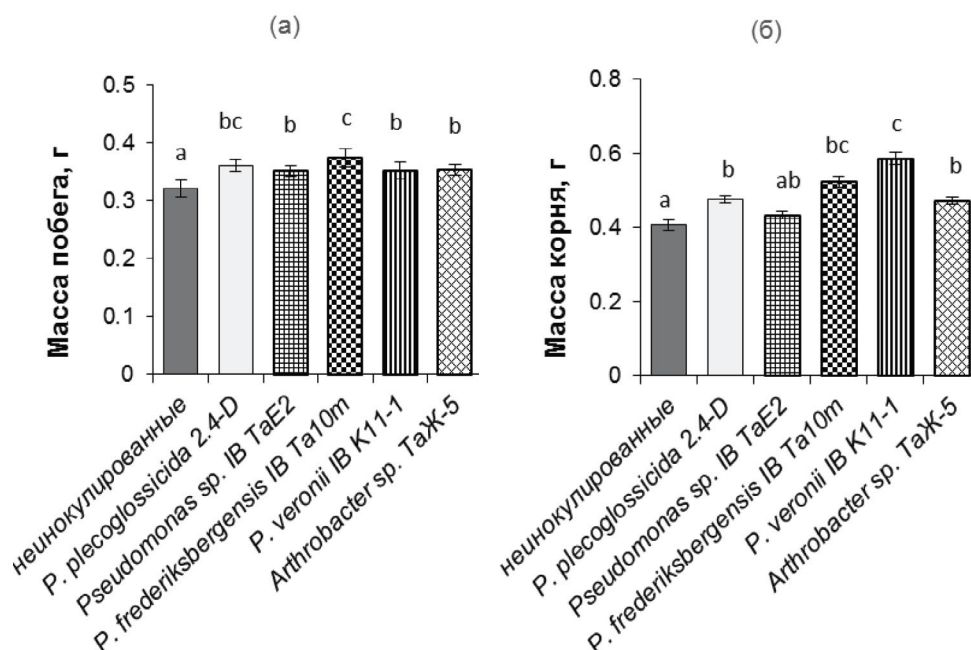 (а)
Масса побега, г
0.5
0.4
0.3
0.2
0.1
0
a
bc
b
c
b
b
неинокулированные
P. plecoglossicida 2.4-D
Pseudomonas sp. IB TaE2
P. frederiksbergensis IB Ta10m
P. veronii IB K11-1
Arthrobacter sp. ТаЖ-5
(б)
Масса корня, г
0.8
0.6
0.4
0.2
0
a
b
ab
bc
c
b
неинокулированные
P. plecoglossicida 2.4-D
Pseudomonas sp. IB TaE2
P. frederiksbergensis IB Ta10m
P. veronii IB K11-1
Arthrobacter sp. ТаЖ-5